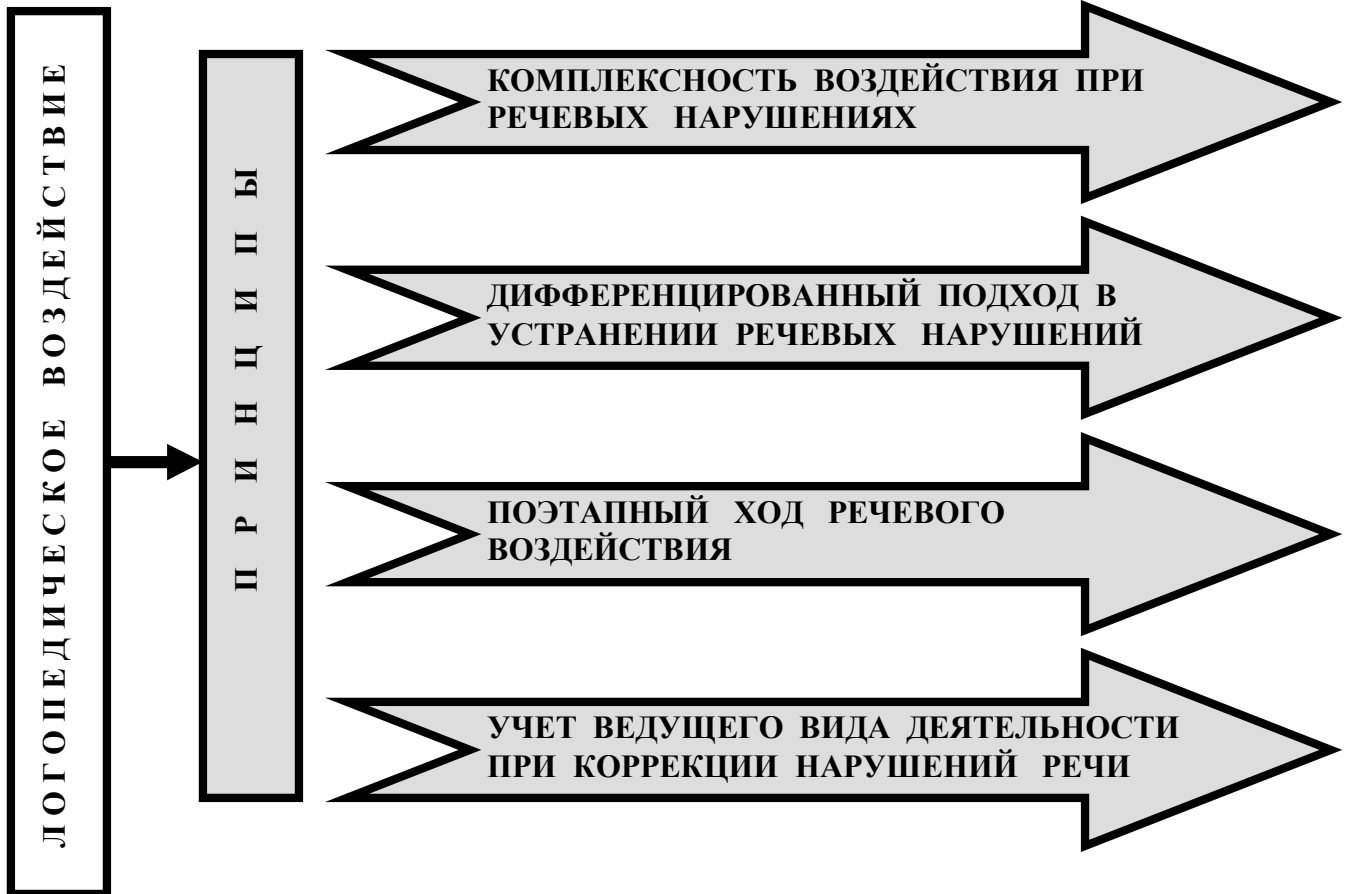 ЛОГОПЕДИЧЕСКОЕ ВОЗДЕЙСТВИЕ
ПРИНЦИПЫ
КОМПЛЕКСНОСТЬ ВОЗДЕЙСТВИЯ ПРИ
РЕЧЕВЫХ НАРУШЕНИЯХ
ДИФФЕРЕНЦИРОВАННЫЙ ПОДХОД В
УСТРАНЕНИИ РЕЧЕВЫХ НАРУШЕНИЙ
ПОЭТАПНЫЙ ХОД РЕЧЕВОГО
ВОЗДЕЙСТВИЯ
УЧЕТ ВЕДУЩЕГО ВИДА ДЕЯТЕЛЬНОСТИ
ПРИ КОРРЕКЦИИ НАРУШЕНИЙ РЕЧИ